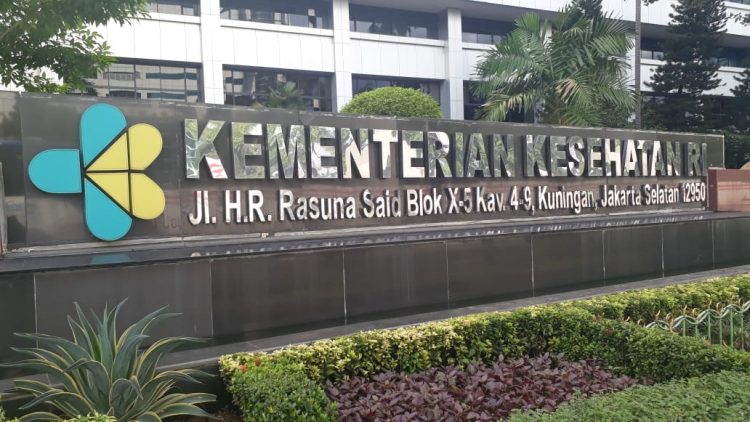 KEMENTERIAN KESEHATAN RI
Jl. H.R. Rasuna Said Blok X-5 Kav. 4-9, Kuningan, Jakarta Selatan 12950